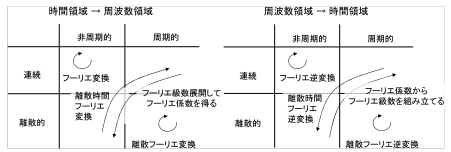 時間領域 → 周波数領域
非周期的
周期的
連続
フーリエ変換
離散時間
フーリエ
変換
フーリエ級数展開して
フーリエ係数を得る
離散的
離散フーリエ変換
周波数領域 → 時間領域
非周期的
周期的
連続
フーリエ逆変換
離散時間
フーリエ
逆変換
フーリエ係数から
フーリエ級数を組み立てる
離散的
離散フーリエ逆変換